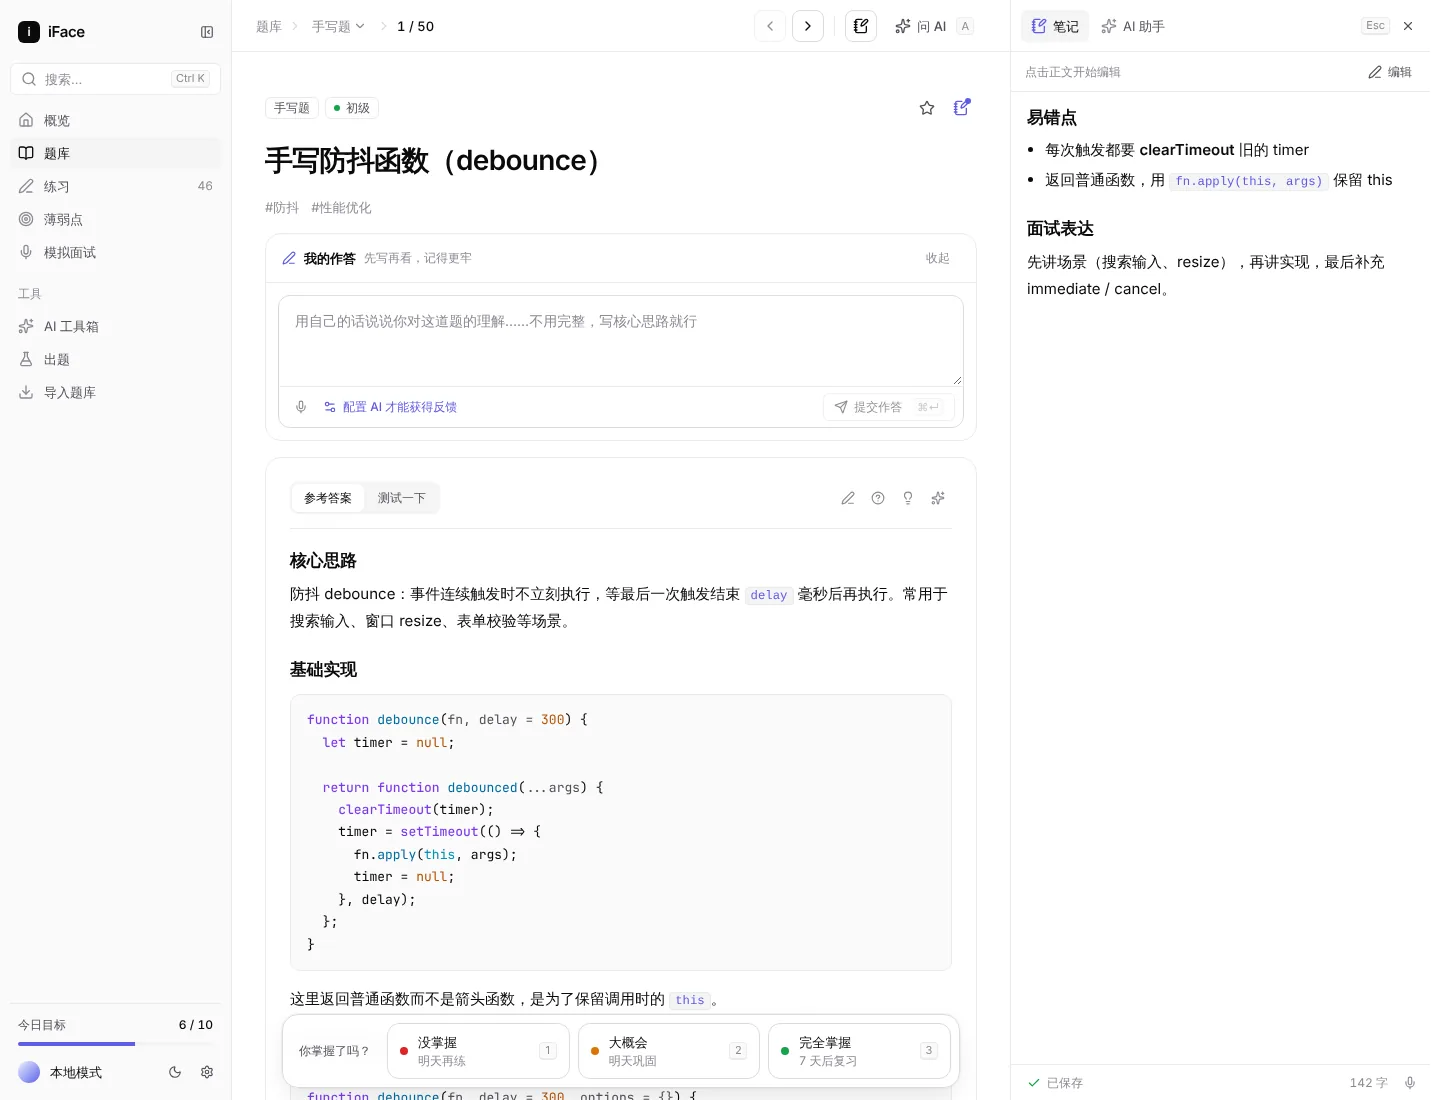 iFace
搜索...
Ctrl K
概览
题库
练习
46
薄弱点
模拟面试
工具
AI 工具箱
出题
导入题库
今日目标
6 / 10
本地模式
题库
手写题
1 / 50
问 AI
A
手写题
初级
手写防抖函数（debounce）
#防抖 #性能优化
我的作答 先写再看，记得更牢
收起
用自己的话说说你对这道题的理解……不用完整，写核心思路就行
配置 AI 才能获得反馈
提交作答 ⌘↵
参考答案
测试一下
核心思路
防抖 debounce：事件连续触发时不立刻执行，等最后一次触发结束 delay 毫秒后再执行。常用于
搜索输入、窗口 resize、表单校验等场景。
基础实现
function debounce(fn, delay = 300) {
  let timer = null;
  return function debounced(...args) {
    clearTimeout(timer);
    timer = setTimeout(() => {
      fn.apply(this, args);
      timer = null;
    }, delay);
  };
}
这里返回普通函数而不是箭头函数，是为了保留调用时的 this 。
你掌握了吗？
没掌握
明天再练
1
大概会
明天巩固
2
完全掌握
7 天后复习
3
function debounce(fn, delay = 300, options = {}) {
笔记
AI 助手
Esc
点击正文开始编辑
编辑
易错点
• 每次触发都要 clearTimeout 旧的 timer
• 返回普通函数，用 fn.apply(this, args) 保留 this
面试表达
先讲场景（搜索输入、resize），再讲实现，最后补充
immediate / cancel。
已保存
142 字